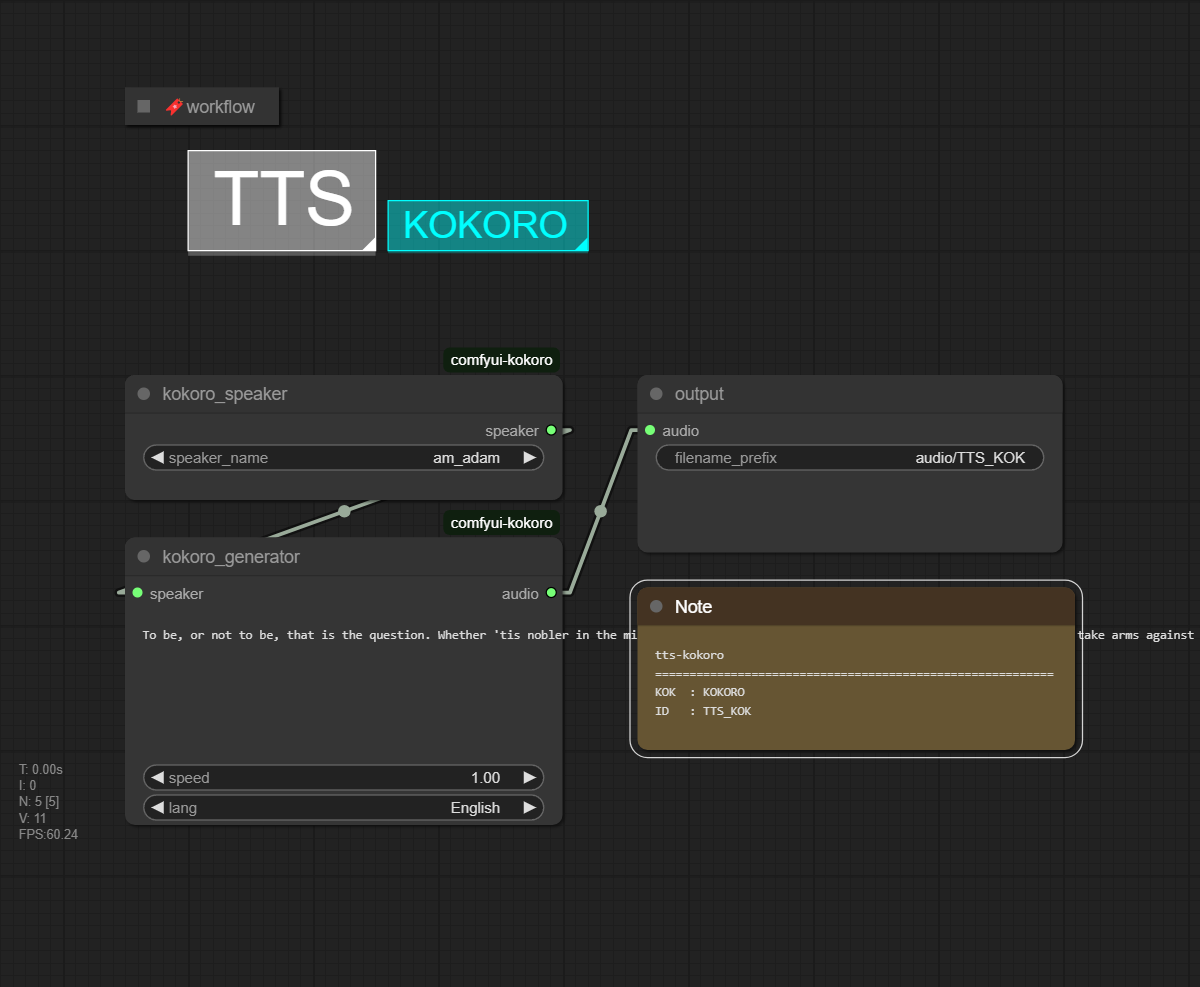 workflow
TTS
KOKORO
comfyui-kokoro
kokoro_speaker
speaker
speaker_name am_adam
comfyui-kokoro
kokoro_generator
speaker audio
To be, or not to be, that is the question. Whether 'tis nobler in the mi
take arms against
speed 1.00
lang English
output
audio
filename_prefix audio/TTS_KOK
Note
tts-kokoro
==========================================================
KOK : KOKORO
ID : TTS_KOK
T: 0.00s
I: 0
N: 5 [5]
V: 11
FPS:60.24